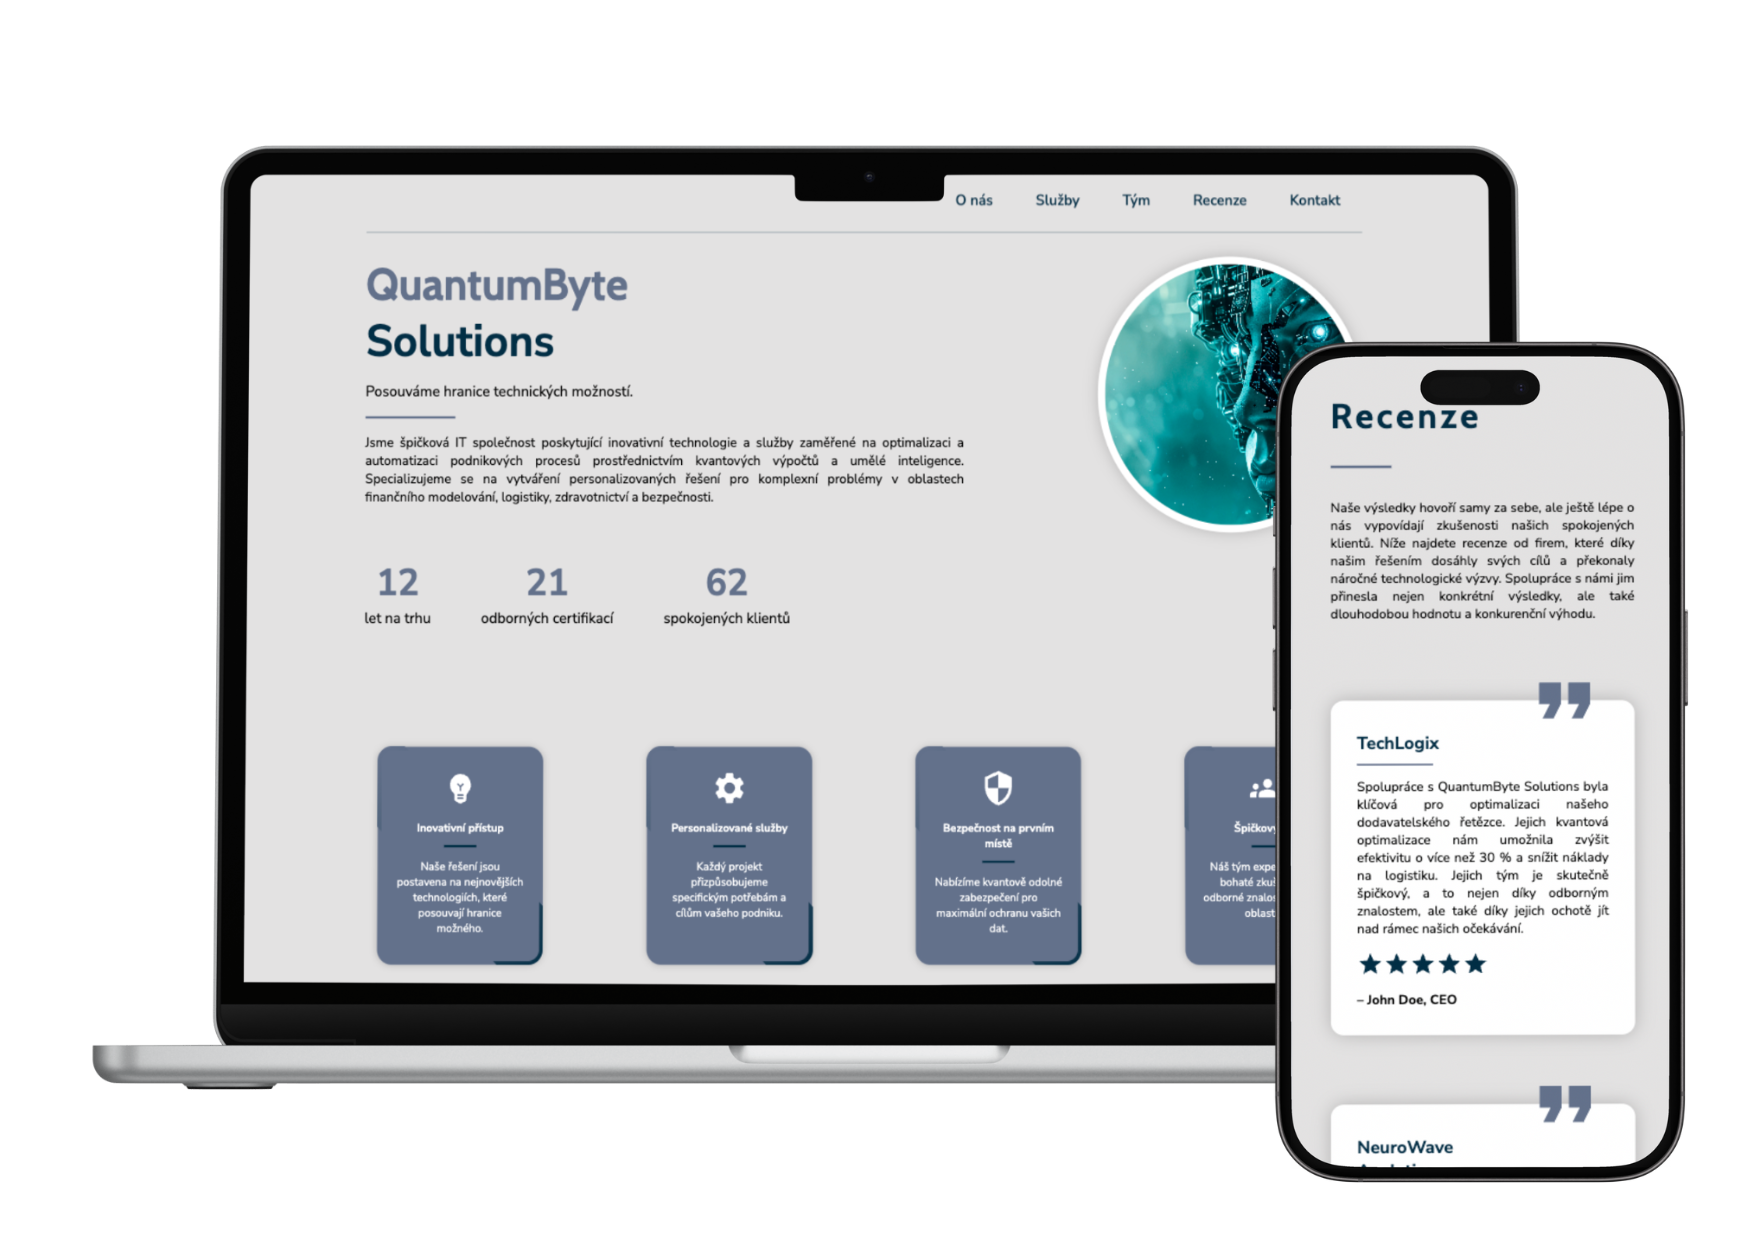 O nás Služby Tým Recenze Kontakt
QuantumByte
Solutions
Posouváme hranice technických možností.
Jsme špičková IT společnost poskytující inovativní technologie a služby zaměřené na optimalizaci a
automatizaci podnikových procesů prostřednictvím kvantových výpočtů a umělé inteligence.
Specializujeme se na vytváření personalizovaných řešení pro komplexní problémy v oblastech
finančního modelování, logistiky, zdravotnictví a bezpečnosti.
12
let na trhu
21
odborných certifikací
62
spokojených klientů
Inovativní přístup
Naše řešení jsou
postavena na nejnovějších
technologiích, které
posouvají hranice
možného.
Personalizované služby
Každý projekt
přizpůsobujeme
specifickým potřebám a
cílům vašeho podniku.
Bezpečnost na prvním
místě
Nabízíme kvantově odolné
zabezpečení pro
maximální ochranu vašich
dat.
Špičkov
Náš tým expe
bohaté zku
odborné znalo
oblast
Recenze
Naše výsledky hovoří samy za sebe, ale ještě lépe o
nás vypovídají zkušenosti našich spokojených
klientů. Níže najdete recenze od firem, které díky
našim řešením dosáhly svých cílů a překonaly
náročné technologické výzvy. Spolupráce s námi jim
přinesla nejen konkrétní výsledky, ale také
dlouhodobou hodnotu a konkurenční výhodu.
TechLogix
Spolupráce s QuantumByte Solutions byla
klíčová pro optimalizaci našeho
dodavatelského řetězce. Jejich kvantová
optimalizace nám umožnila zvýšit
efektivitu o více než 30 % a snížit náklady
na logistiku. Jejich tým je skutečně
špičkový, a to nejen díky odborným
znalostem, ale také díky jejich ochotě jít
nad rámec našich očekávání.
– John Doe, CEO
NeuroWave